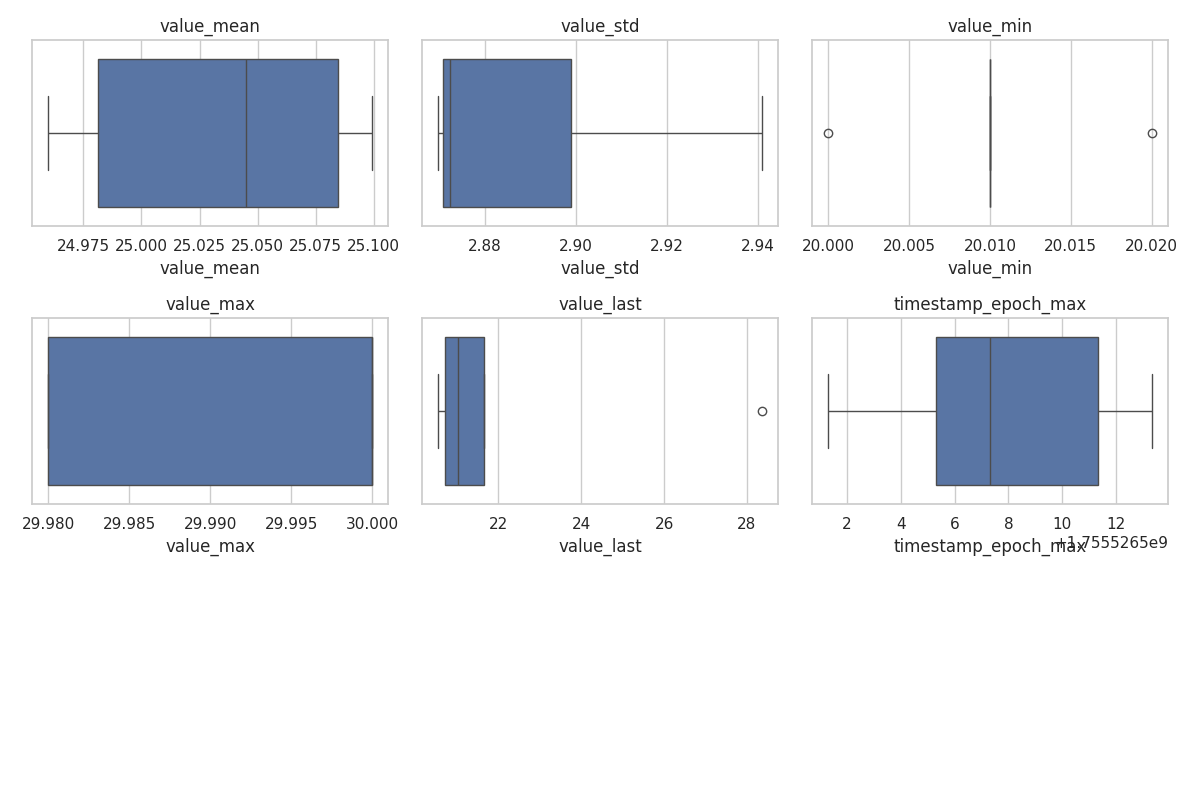 value_mean value_std value_min
24.975 25.000 25.025 25.050 25.075 25.100 2.88 2.90 2.92 2.94 20.000 20.005 20.010 20.015 20.020
value_mean value_std value_min
value_max value_last timestamp_epoch_max
29.980 29.985 29.990 29.995 30.000 22 24 26 28 2 4 6 8 10 12
value_max value_last timestamp_epoch_max +1.7555265e9